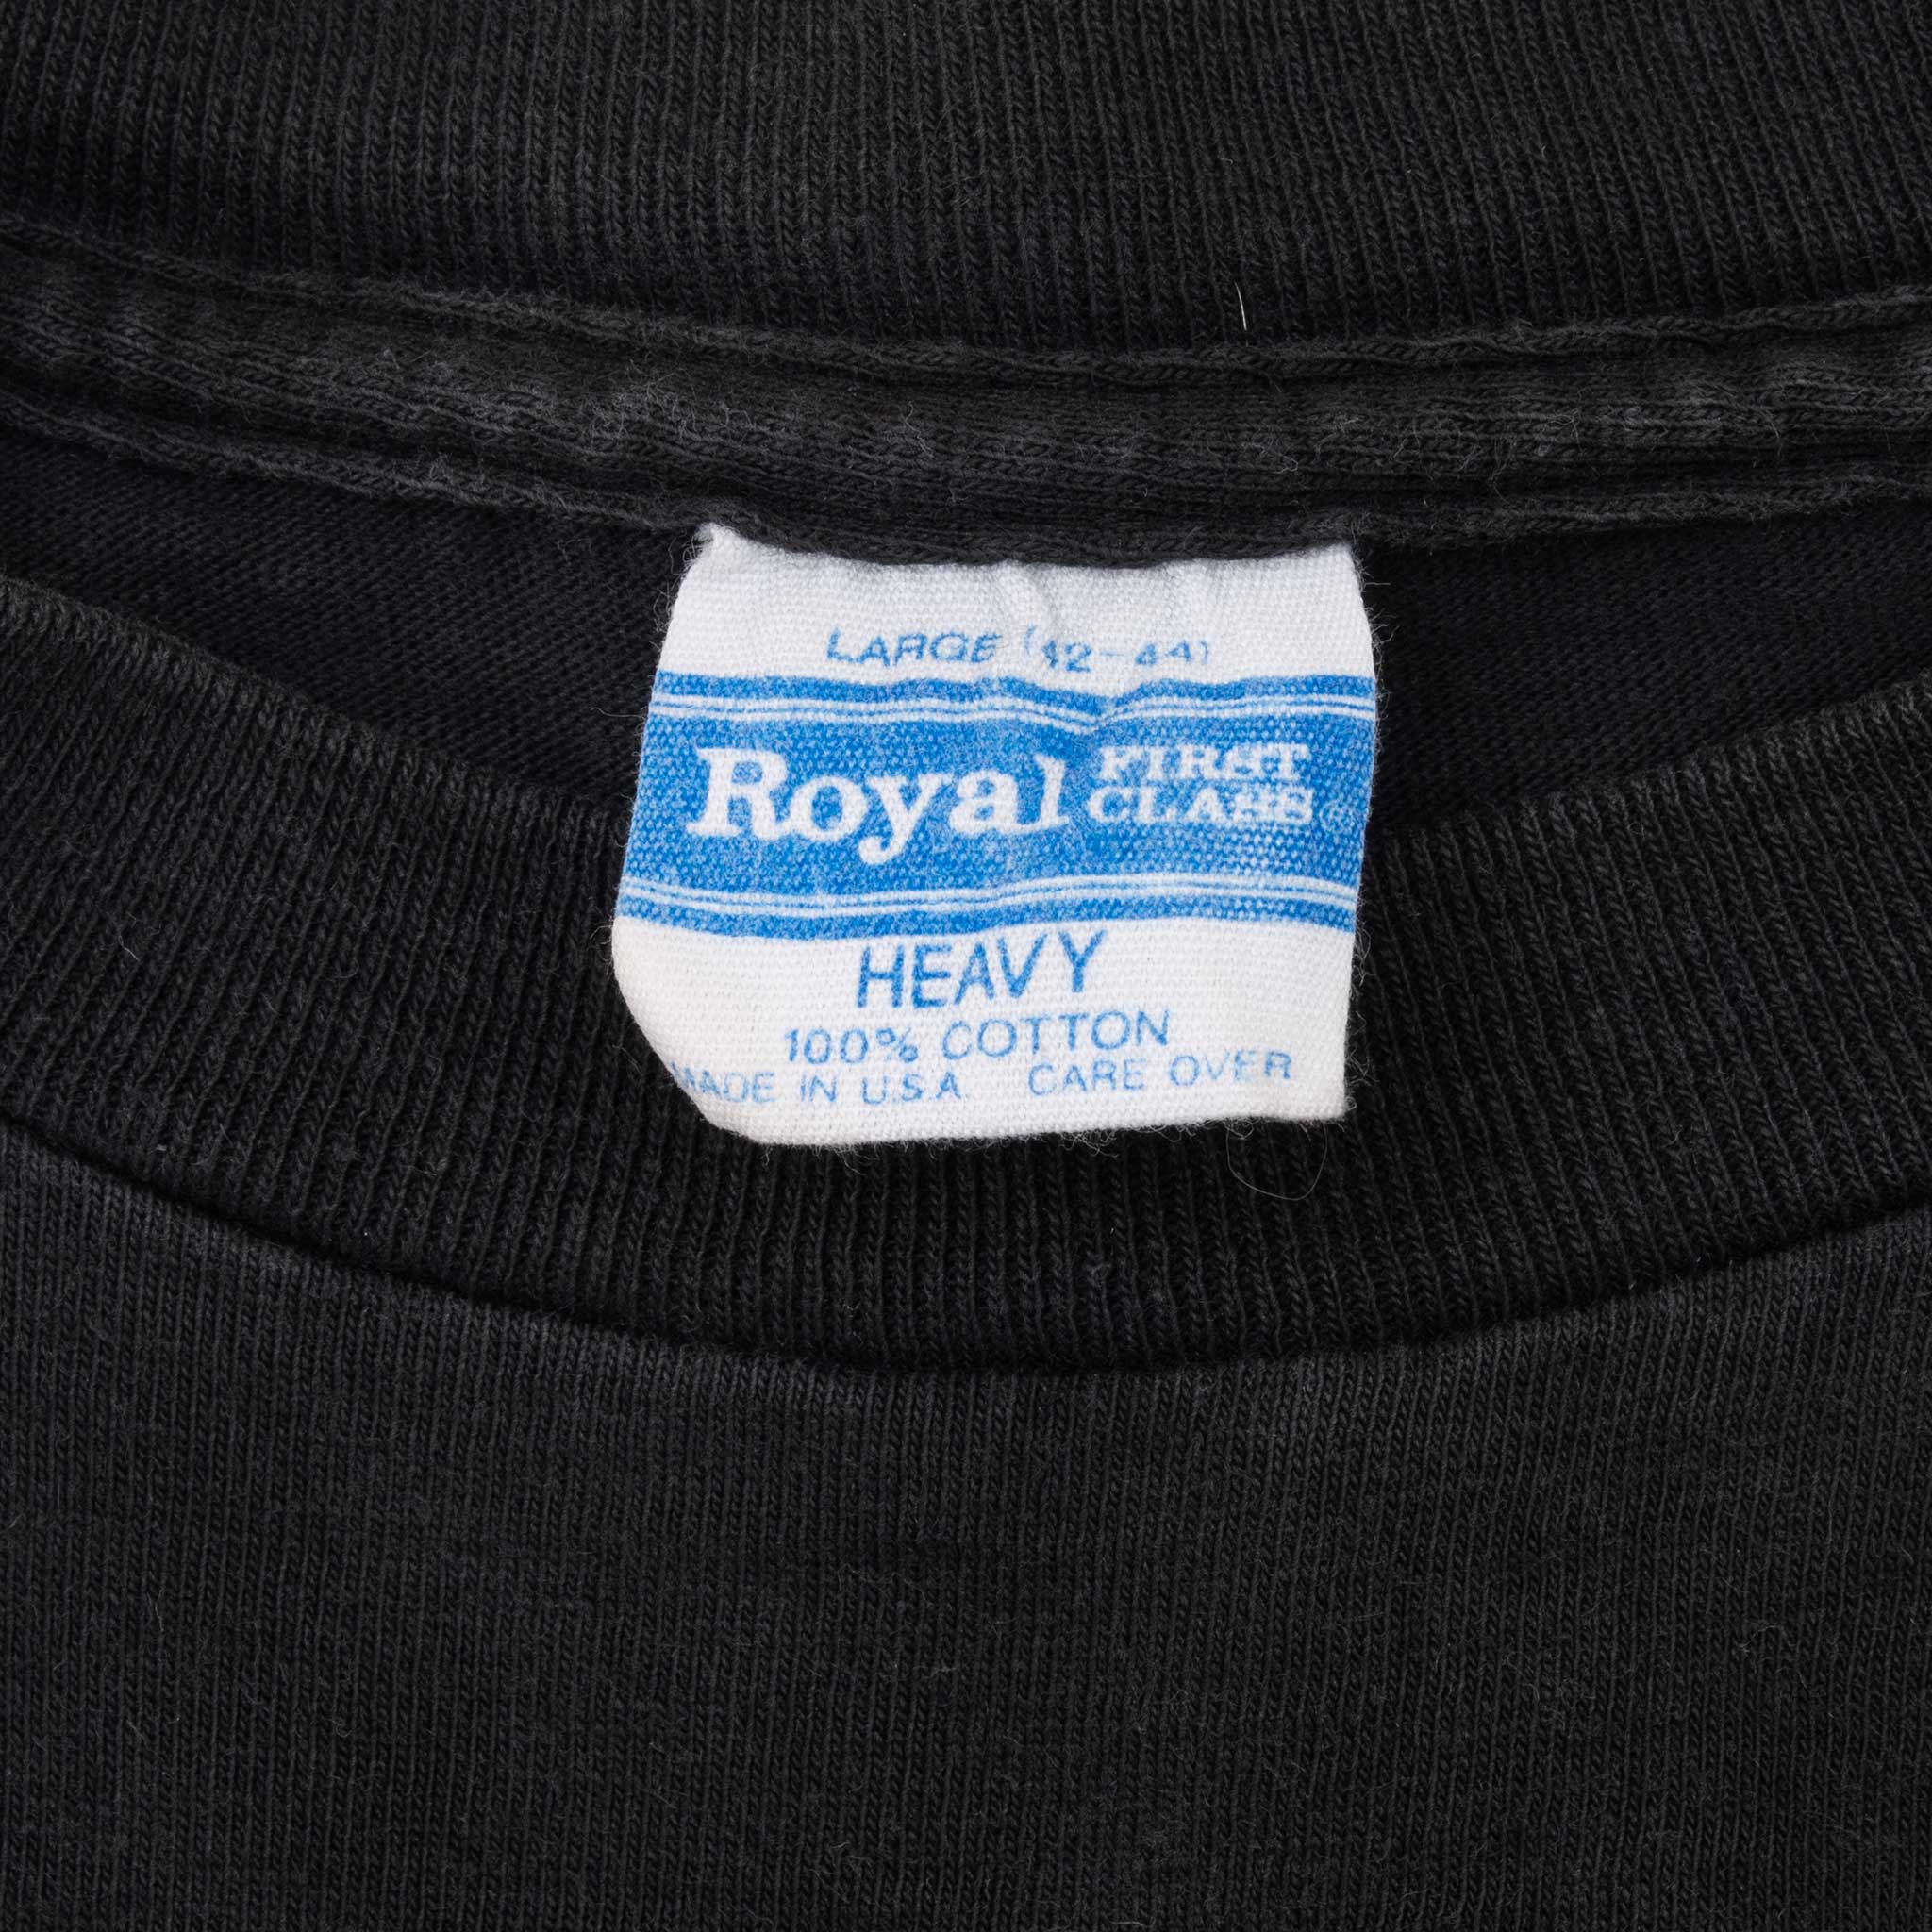 LARGE (42-44)
Royal FIRST CLASS ®
HEAVY
100% COTTON
MADE IN U.S.A. CARE OVER